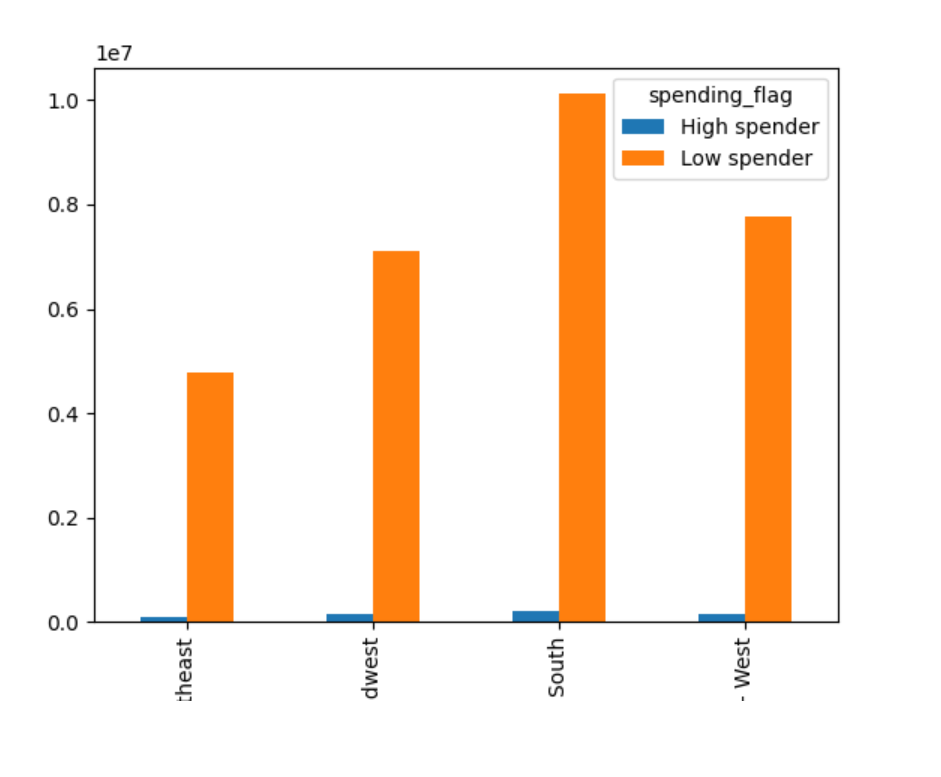 1e7
1.0
0.8
0.6
0.4
0.2
0.0
spending_flag
High spender
Low spender
theast
dwest
South
- West